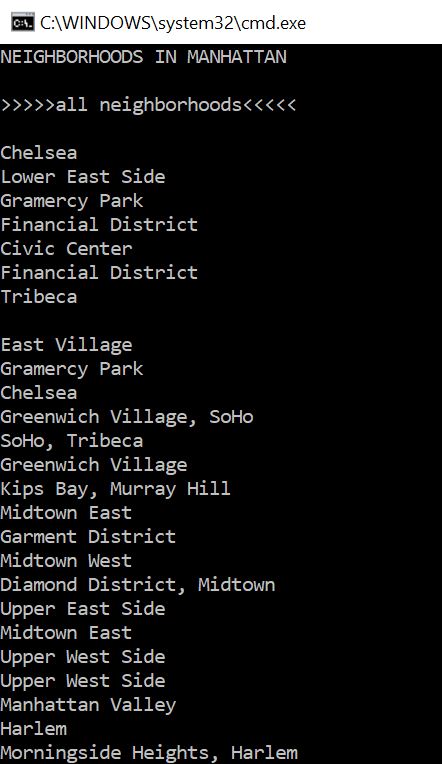 C:\WINDOWS\system32\cmd.exe
NEIGHBORHOODS IN MANHATTAN
>>>>>all neighborhoods<<<<<
Chelsea
Lower East Side
Gramercy Park
Financial District
Civic Center
Financial District
Tribeca
East Village
Gramercy Park
Chelsea
Greenwich Village, SoHo
SoHo, Tribeca
Greenwich Village
Kips Bay, Murray Hill
Midtown East
Garment District
Midtown West
Diamond District, Midtown
Upper East Side
Midtown East
Upper West Side
Upper West Side
Manhattan Valley
Harlem
Morningside Heights, Harlem